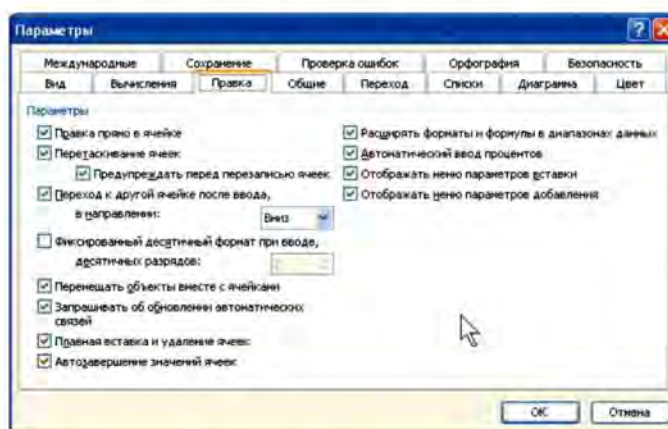 Параметры
Международные Сохранение Проверка ошибок Орфография Безопасность
Вид Вычисления Правка Общие Переход Списки Диаграмма Цвет
Параметры
Правка прямо в ячейке
Перетаскивание ячеек
Предупреждать перед перезаписью ячеек
Переход к другой ячейке после ввода,
в направлении: Вниз
Фиксированный десятичный формат при вводе,
десятичных разрядов:
Перемещать объекты вместе с ячейками
Запрашивать об обновлении автоматических
связей
Плавная вставка и удаление ячеек
Автозавершение значений ячеек
Расширять форматы и формулы в диапазонах данных
Автоматический ввод процентов
Отображать меню параметров вставки
Отображать меню параметров добавления
ОК Отмена